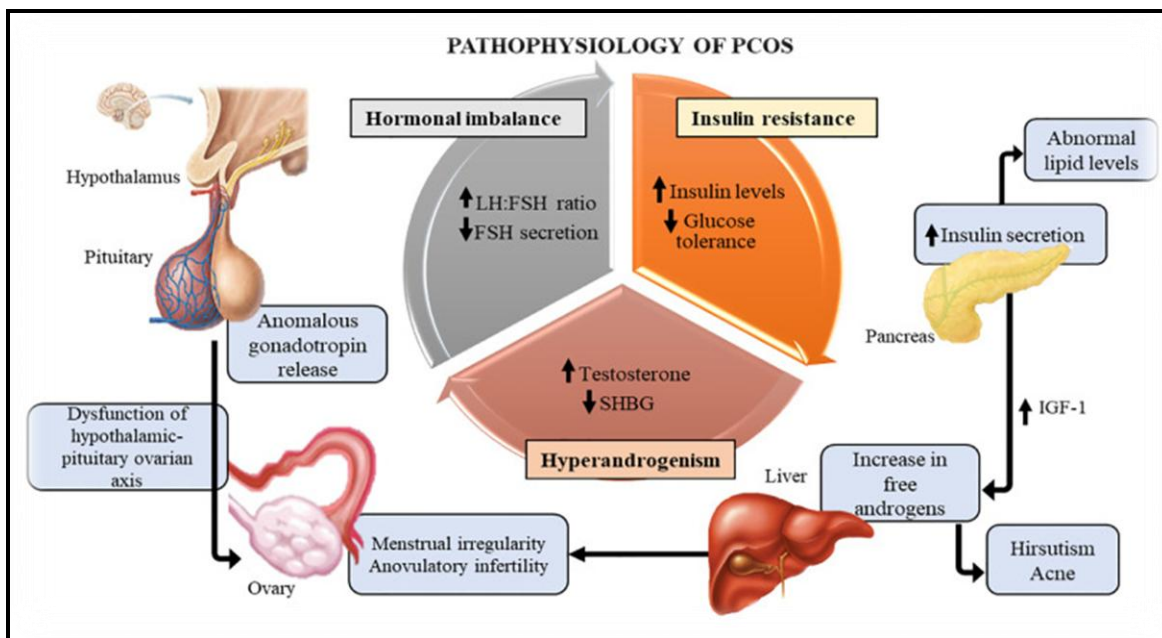 PATHOPHYSIOLOGY OF PCOS
Hormonal imbalance
↑ LH:FSH ratio
↓ FSH secretion
Insulin resistance
↑ Insulin levels
↓ Glucose
tolerance
↑ Testosterone
↓ SHBG
Hyperandrogenism
Hypothalamus
Pituitary
Anomalous
gonadotropin
release
Dysfunction of
hypothalamic-
pituitary ovarian
axis
Ovary
Menstrual irregularity
Anovulatory infertility
Abnormal
lipid levels
↑ Insulin secretion
Pancreas
↑ IGF-1
Liver
Increase in
free
androgens
Hirsutism
Acne